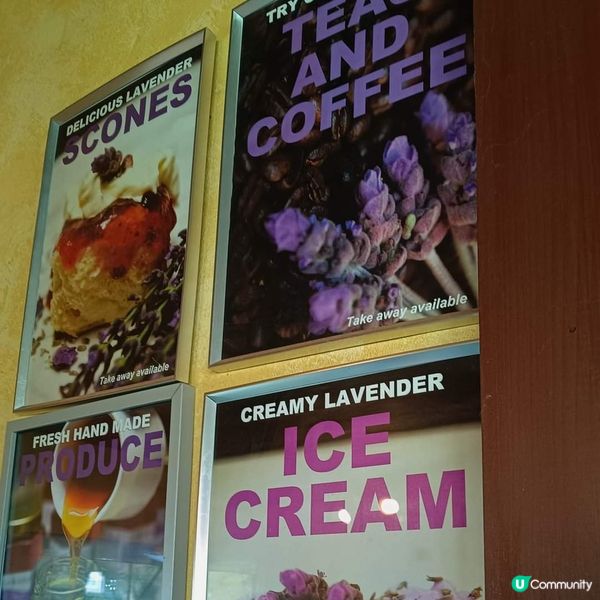 DELICIOUS LAVENDER
SCONES
Take away available
TRY
TEAS
AND
COFFEE
Take away available
FRESH HAND MADE
PRODUCE
CREAMY LAVENDER
ICE
CREAM
U Community